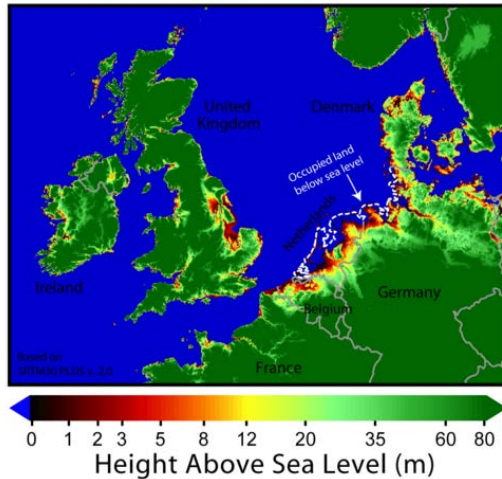 United
Kingdom
Denmark
Occupied land
below sea level
Netherlands
Ireland
Germany
Belgium
France
Based on
SRTM30 PLUS v. 2.0
0 1 2 3 5 8 12 20 35 60 80
Height Above Sea Level (m)